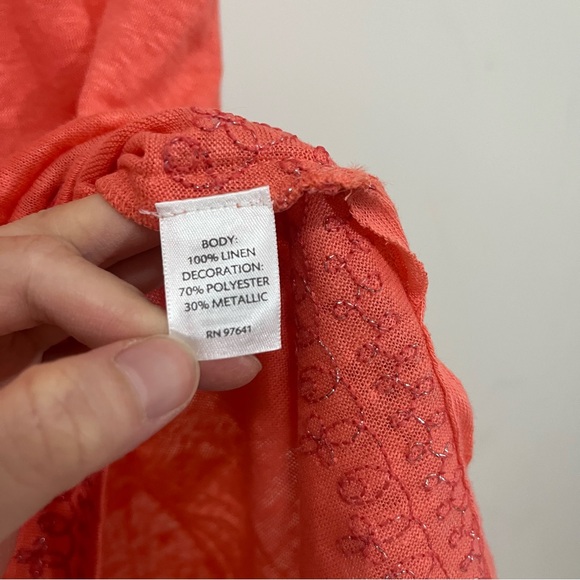 BODY:
100% LINEN
DECORATION:
70% POLYESTER
30% METALLIC
RN 97641